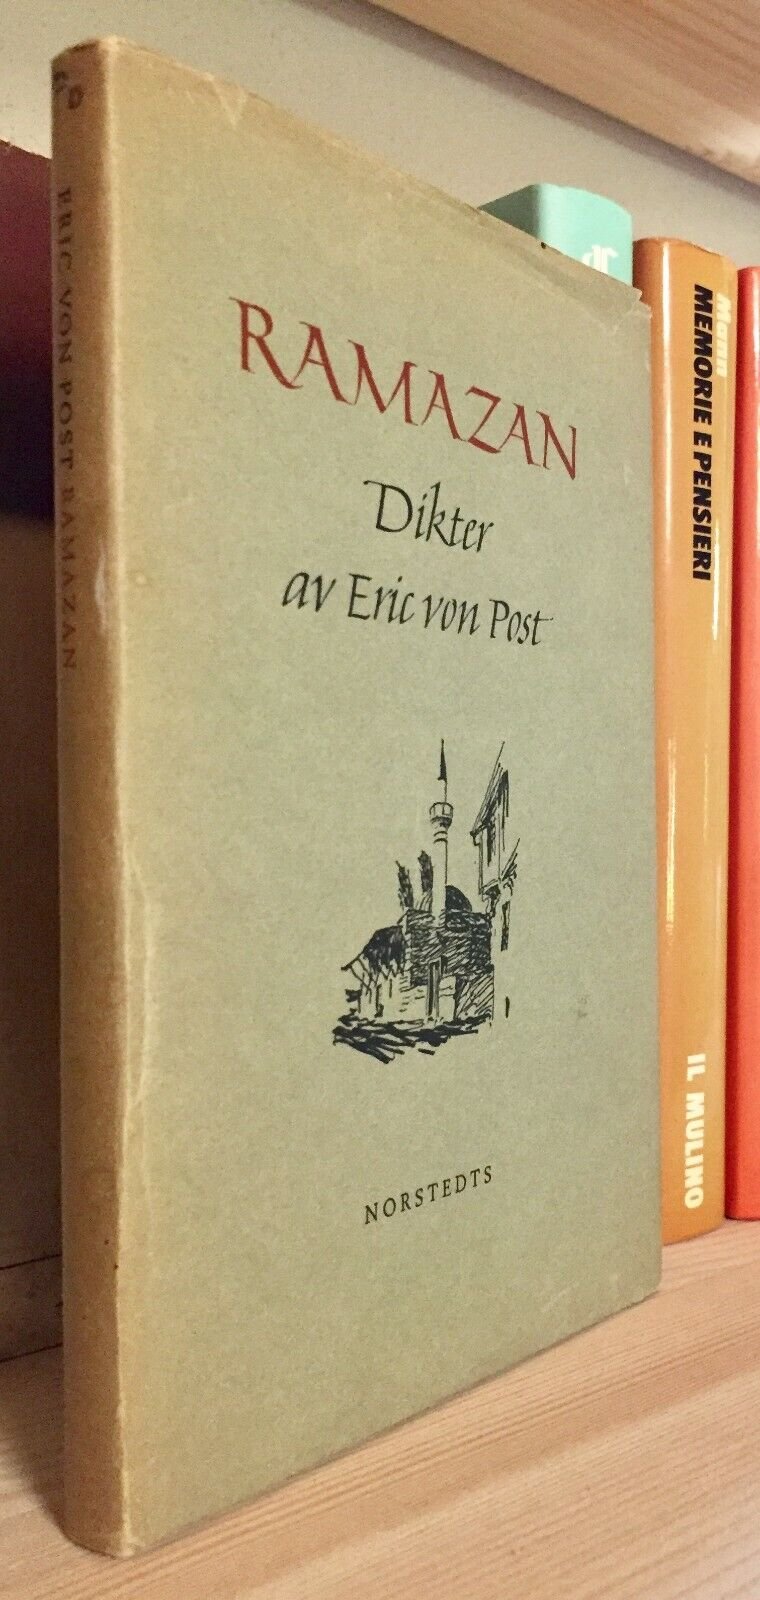 ERIC VON POST RAMAZAN
RAMAZAN
Dikter
av Eric von Post
NORSTEDTS
Mann
MEMORIE E PENSIERI
IL MULINO